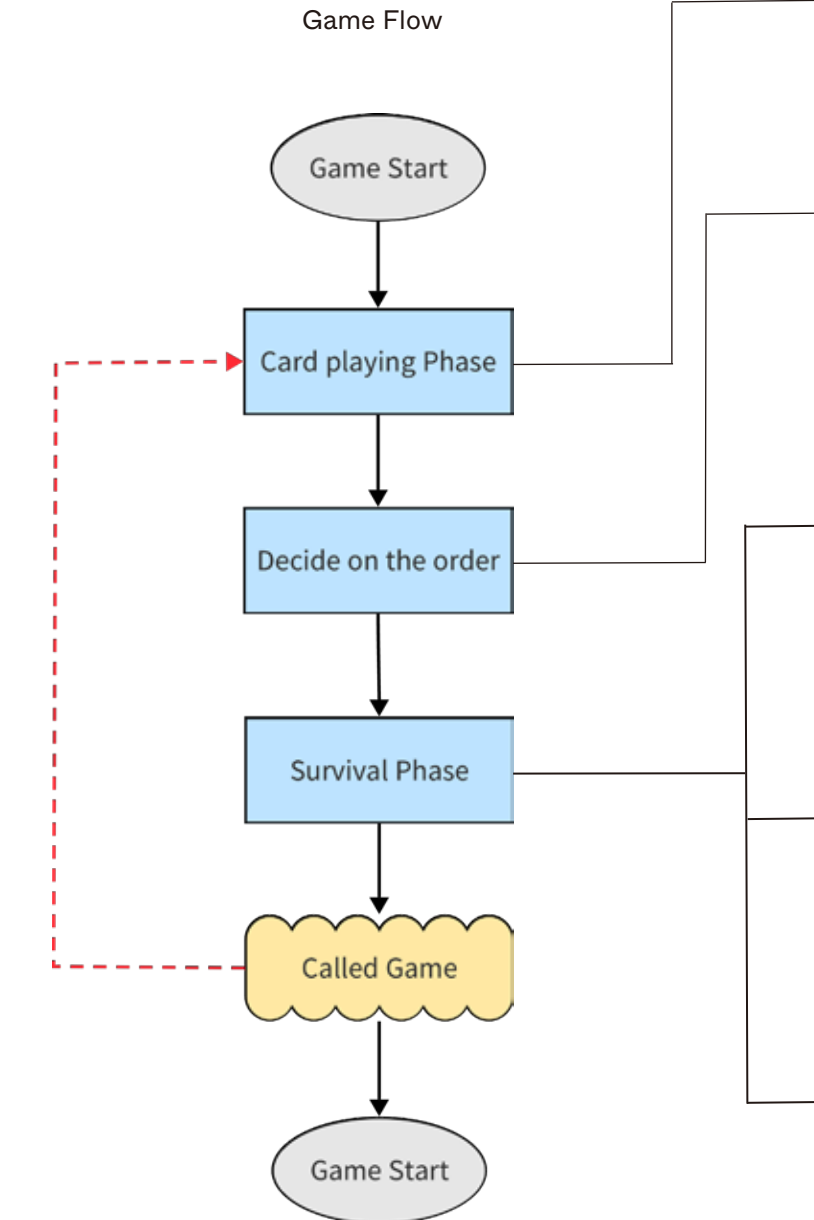 Game Flow
Game Start
Card playing Phase
Decide on the order
Survival Phase
Called Game
Game Start